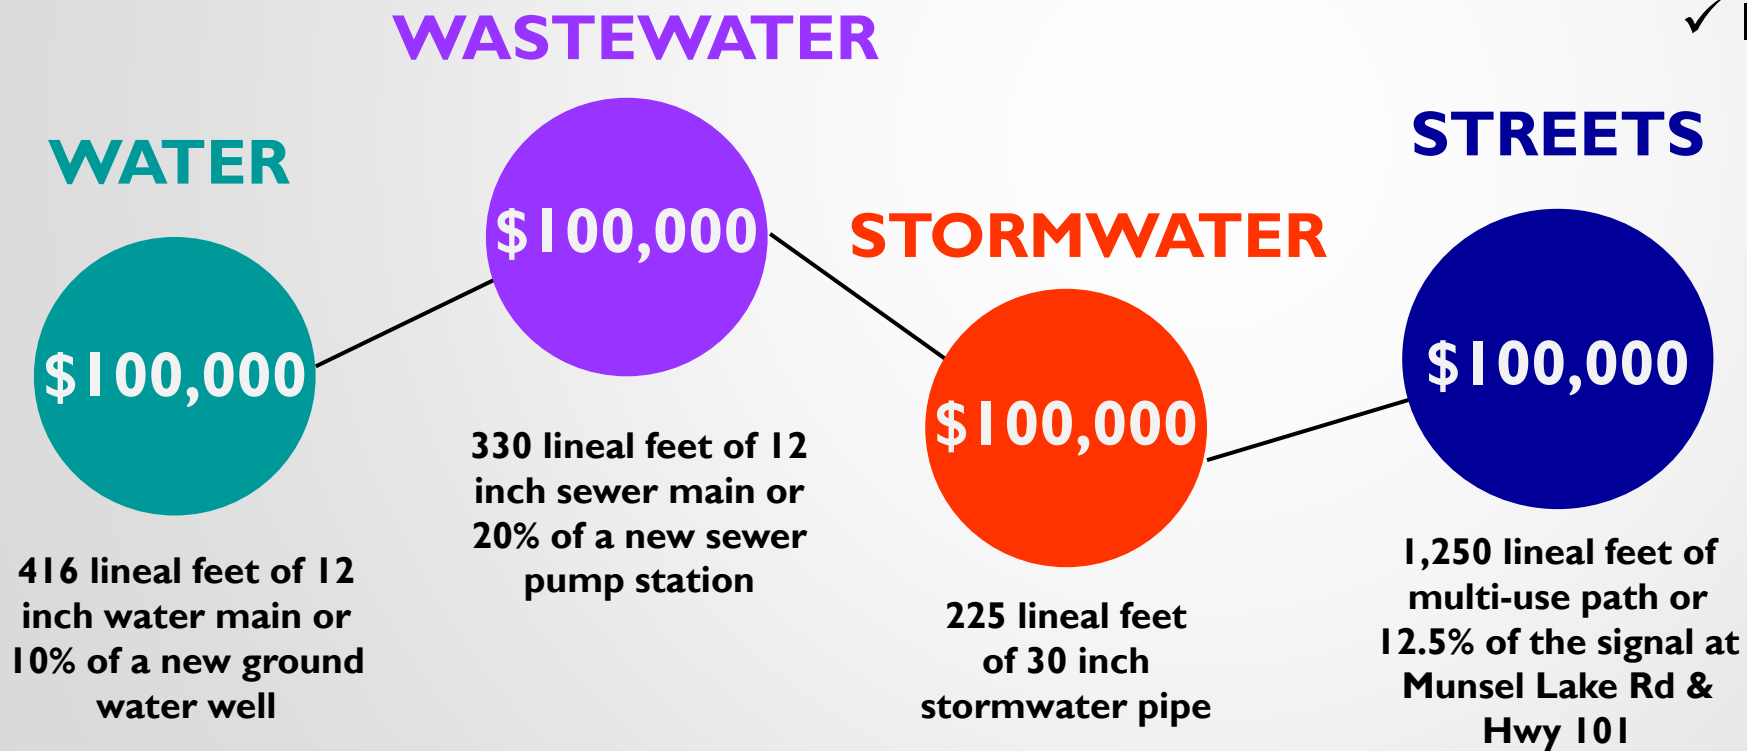 WATER
$100,000
416 lineal feet of 12
inch water main or
10% of a new ground
water well
WASTEWATER
$100,000
330 lineal feet of 12
inch sewer main or
20% of a new sewer
pump station
STORMWATER
$100,000
225 lineal feet
of 30 inch
stormwater pipe
STREETS
$100,000
1,250 lineal feet of
multi-use path or
12.5% of the signal at
Munsel Lake Rd &
Hwy 101